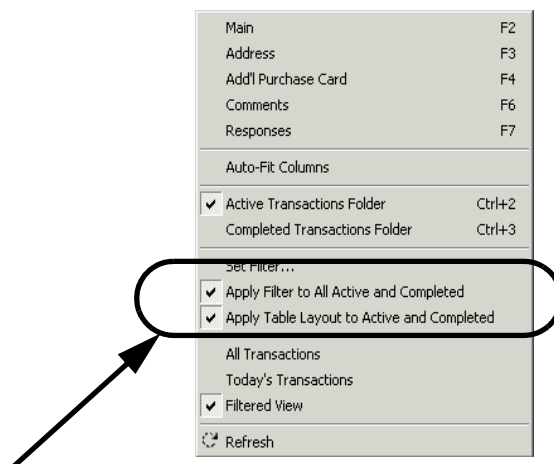 Main F2
Address F3
Add'l Purchase Card F4
Comments F6
Responses F7
Auto-Fit Columns
Active Transactions Folder Ctrl+2
Completed Transactions Folder Ctrl+3
Set Filter...
Apply Filter to All Active and Completed
Apply Table Layout to Active and Completed
All Transactions
Today's Transactions
Filtered View
Refresh